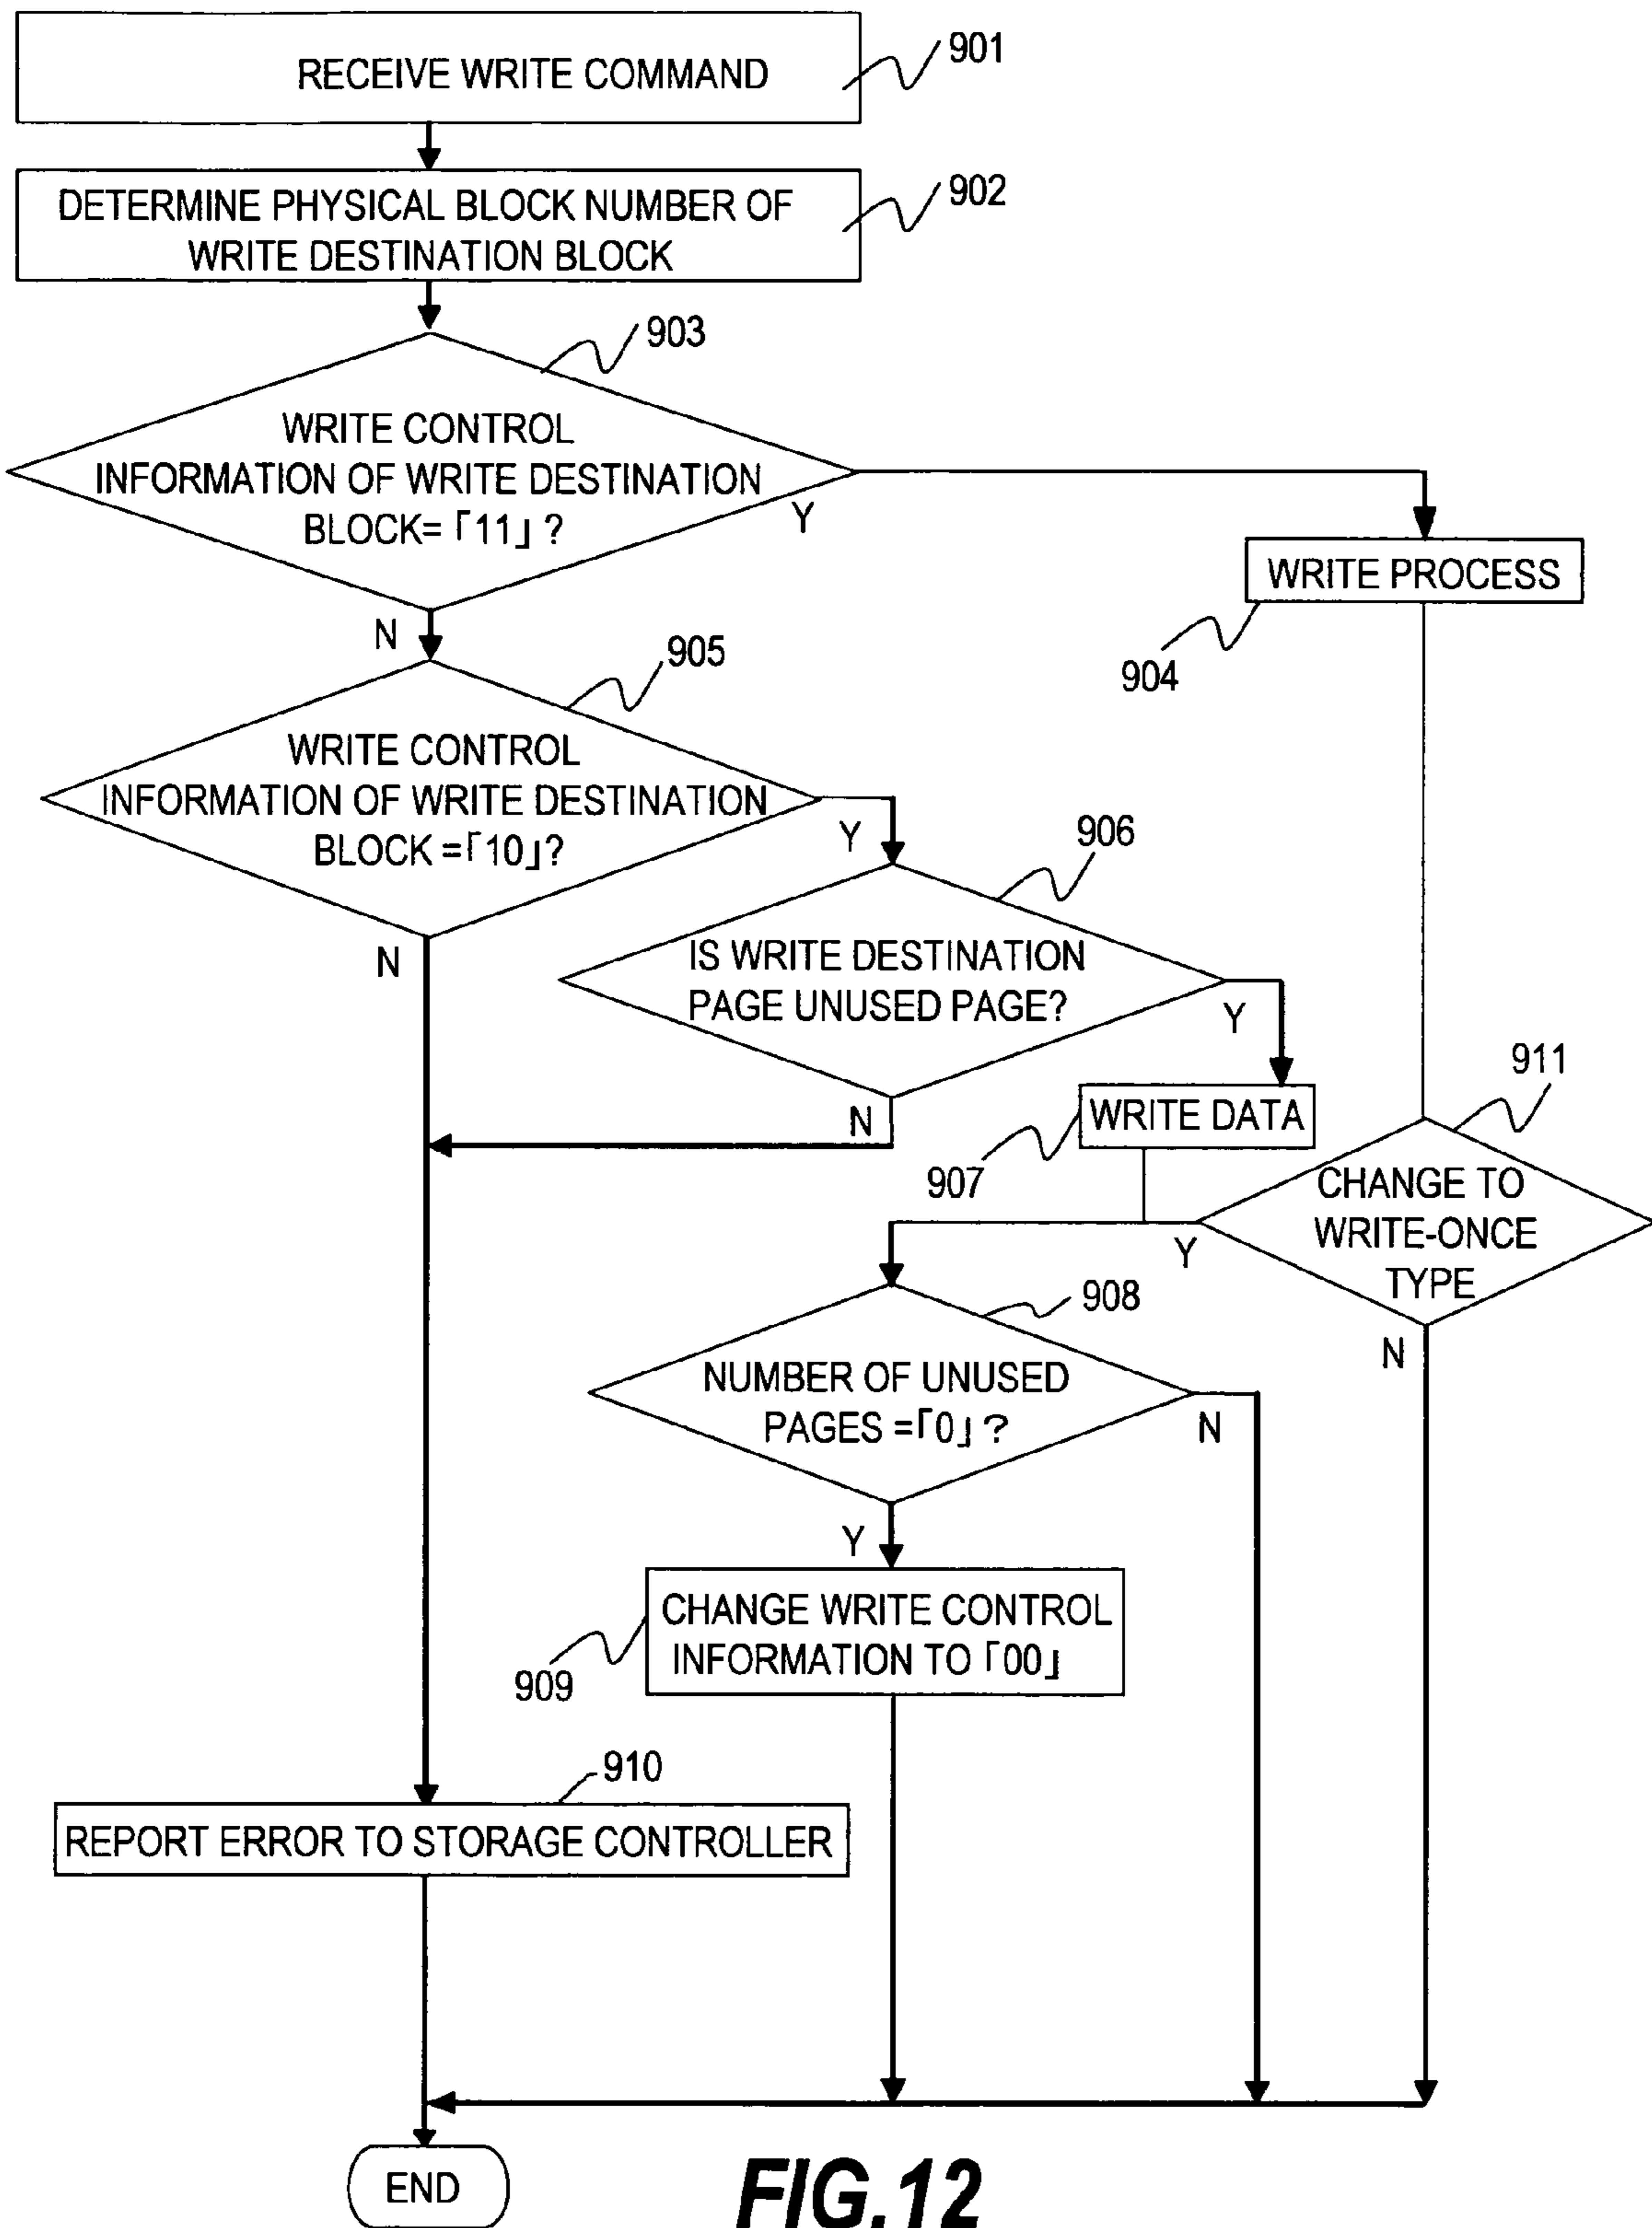 RECEIVE WRITE COMMAND
901
DETERMINE PHYSICAL BLOCK NUMBER OF
WRITE DESTINATION BLOCK
902
903
WRITE CONTROL
INFORMATION OF WRITE DESTINATION
BLOCK=「11」?
Y
N
WRITE PROCESS
904
905
WRITE CONTROL
INFORMATION OF WRITE DESTINATION
BLOCK =「10」?
Y
N
906
IS WRITE DESTINATION
PAGE UNUSED PAGE?
Y
N
WRITE DATA
907
911
CHANGE TO
WRITE-ONCE
TYPE
Y
N
908
NUMBER OF UNUSED
PAGES =「0」?
N
Y
CHANGE WRITE CONTROL
INFORMATION TO「00」
909
910
REPORT ERROR TO STORAGE CONTROLLER
END
FIG.12